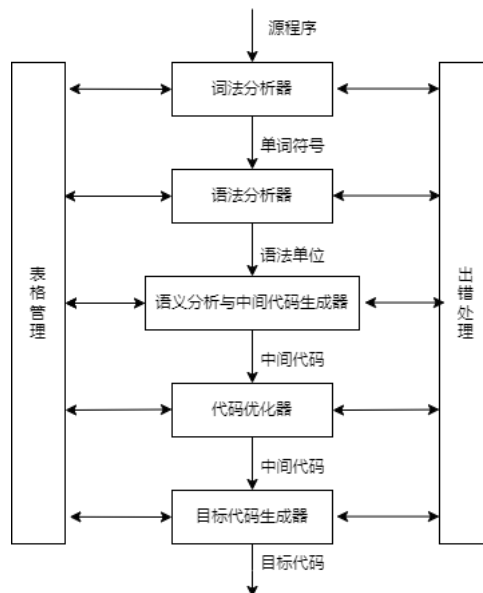 源程序
词法分析器
单词符号
语法分析器
语法单位
表格管理
语义分析与中间代码生成器
出错处理
中间代码
代码优化器
中间代码
目标代码生成器
目标代码